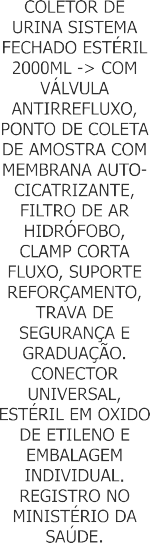 COLETOR DE
URINA SISTEMA
FECHADO ESTÉRIL
2000ML -> COM
VÁLVULA
ANTIRREFLUXO,
PONTO DE COLETA
DE AMOSTRA COM
MEMBRANA AUTO-
CICATRIZANTE,
FILTRO DE AR
HIDRÓFOBO,
CLAMP CORTA
FLUXO, SUPORTE
REFORÇAMENTO,
TRAVA DE
SEGURANÇA E
GRADUAÇÃO.
CONECTOR
UNIVERSAL,
ESTÉRIL EM OXIDO
DE ETILENO E
EMBALAGEM
INDIVIDUAL.
REGISTRO NO
MINISTÉRIO DA
SAÚDE.